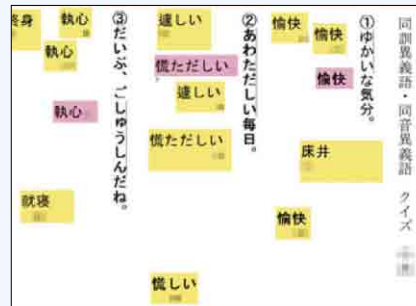 同訓異義語・同音異義語 クイズ
①ゆかいな気分。
愉快
愉快
愉快
床井
愉快
②あわただしい毎日。
遽しい
慌ただしい
遽しい
慌ただしい
慌しい
③だいぶ、ごしゅうしんだね。
執心
執心
終身
執心
就寝